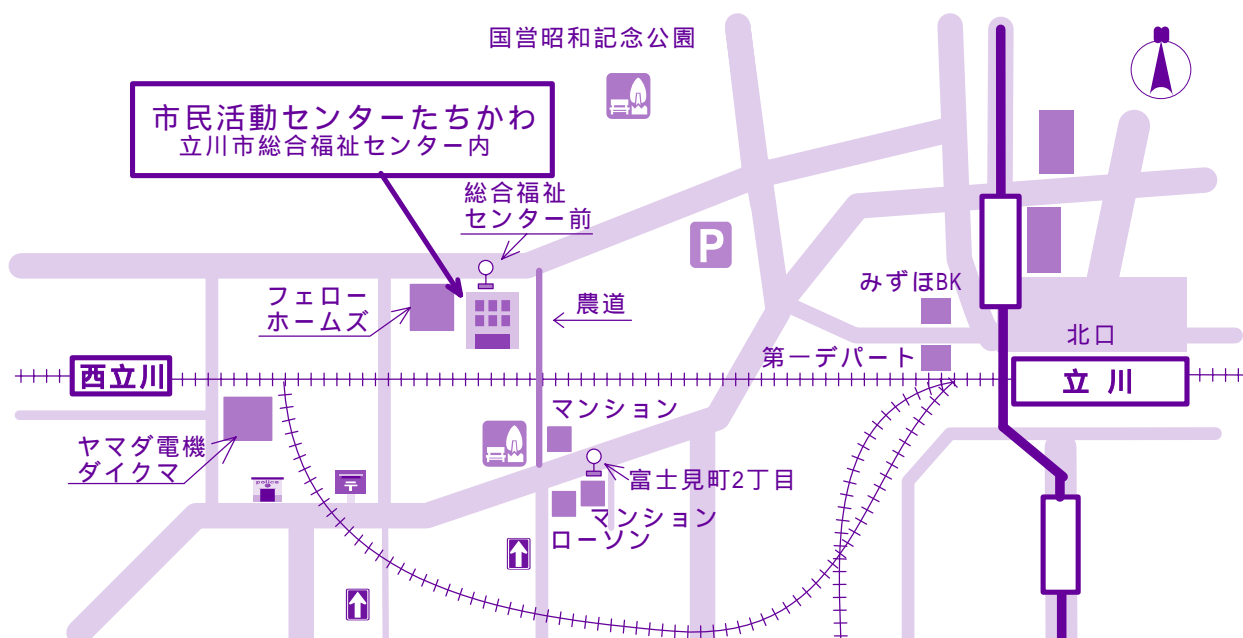 国営昭和記念公園
市民活動センターたちかわ
立川市総合福祉センター内
総合福祉
センター前
P
みずほBK
フェロー
ホームズ
農道
北口
第一デパート
西立川
立川
マンション
ヤマダ電機
ダイクマ
富士見町2丁目
police
〒
マンション
ローソン